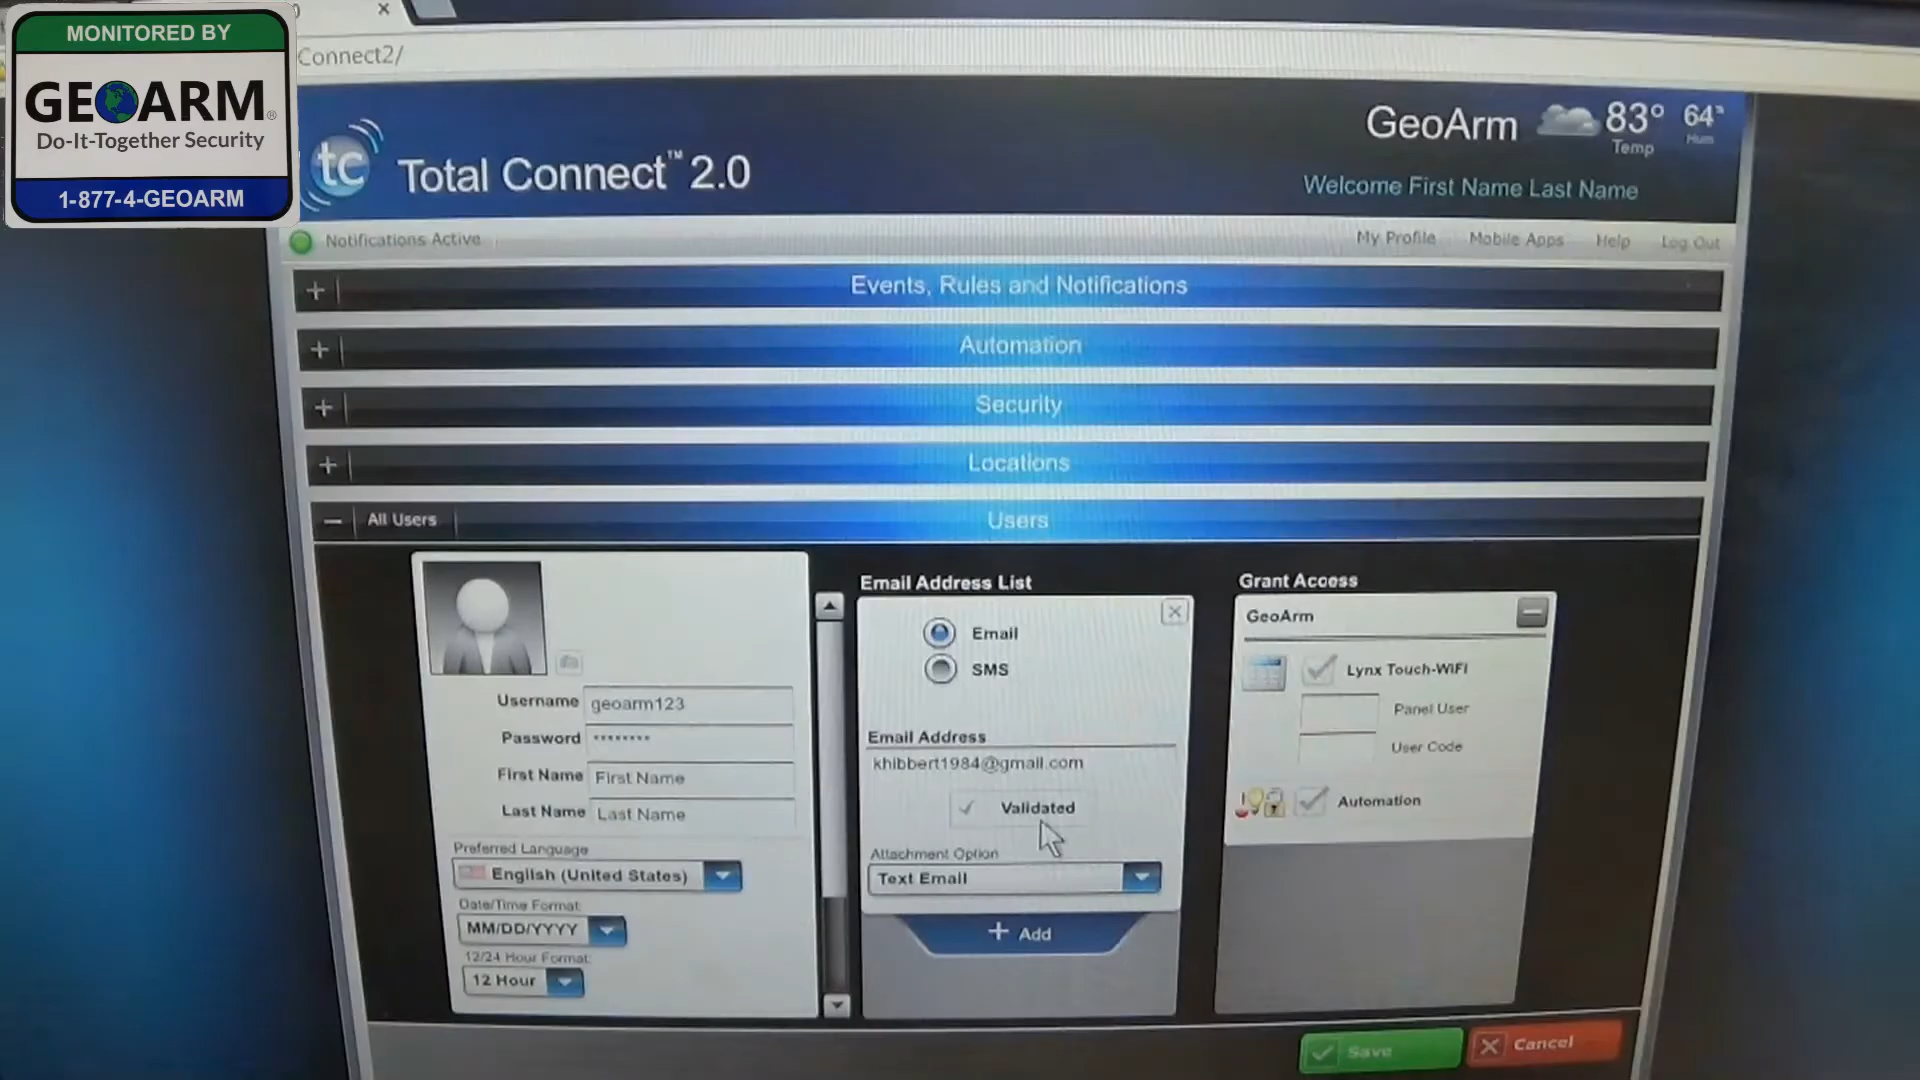 MONITORED BY
GEOARM®
Do-It-Together Security
1-877-4-GEOARM
Connect2/
tc Total Connect™ 2.0
GeoArm
83° 
Temp
64%
Hum
Welcome First Name Last Name
Notifications Active
My Profile Mobile Apps Help Log Out
+ Events, Rules and Notifications
+ Automation
+ Security
+ Locations
− All Users Users
Username geoarm123
Password ********
First Name First Name
Last Name Last Name
Preferred Language
English (United States)
Date/Time Format:
MM/DD/YYYY
12/24 Hour Format:
12 Hour
Email Address List
Email
SMS
Email Address
khibbert1984@gmail.com
Validated
Attachment Option
Text Email
+ Add
Grant Access
GeoArm
Lynx Touch-WiFi
Panel User
User Code
Automation
Save
Cancel